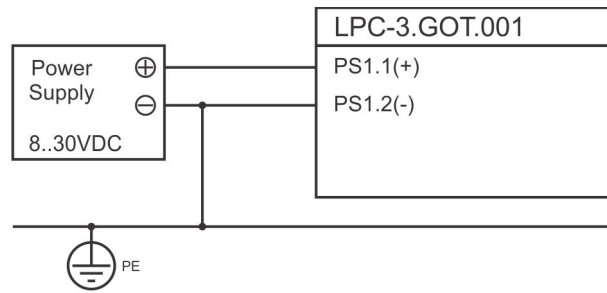 LPC-3.GOT.001
Power
Supply
8..30VDC
PS1.1(+)
PS1.2(-)
PE